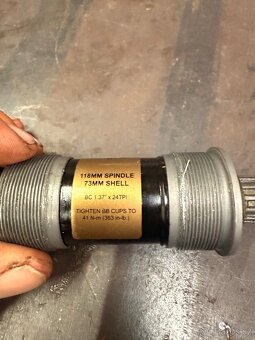 118MM SPINDLE
73MM SHELL
BC 1.37" x 24TPI
TIGHTEN BB CUPS TO
41 N-m (363 in-lb.)